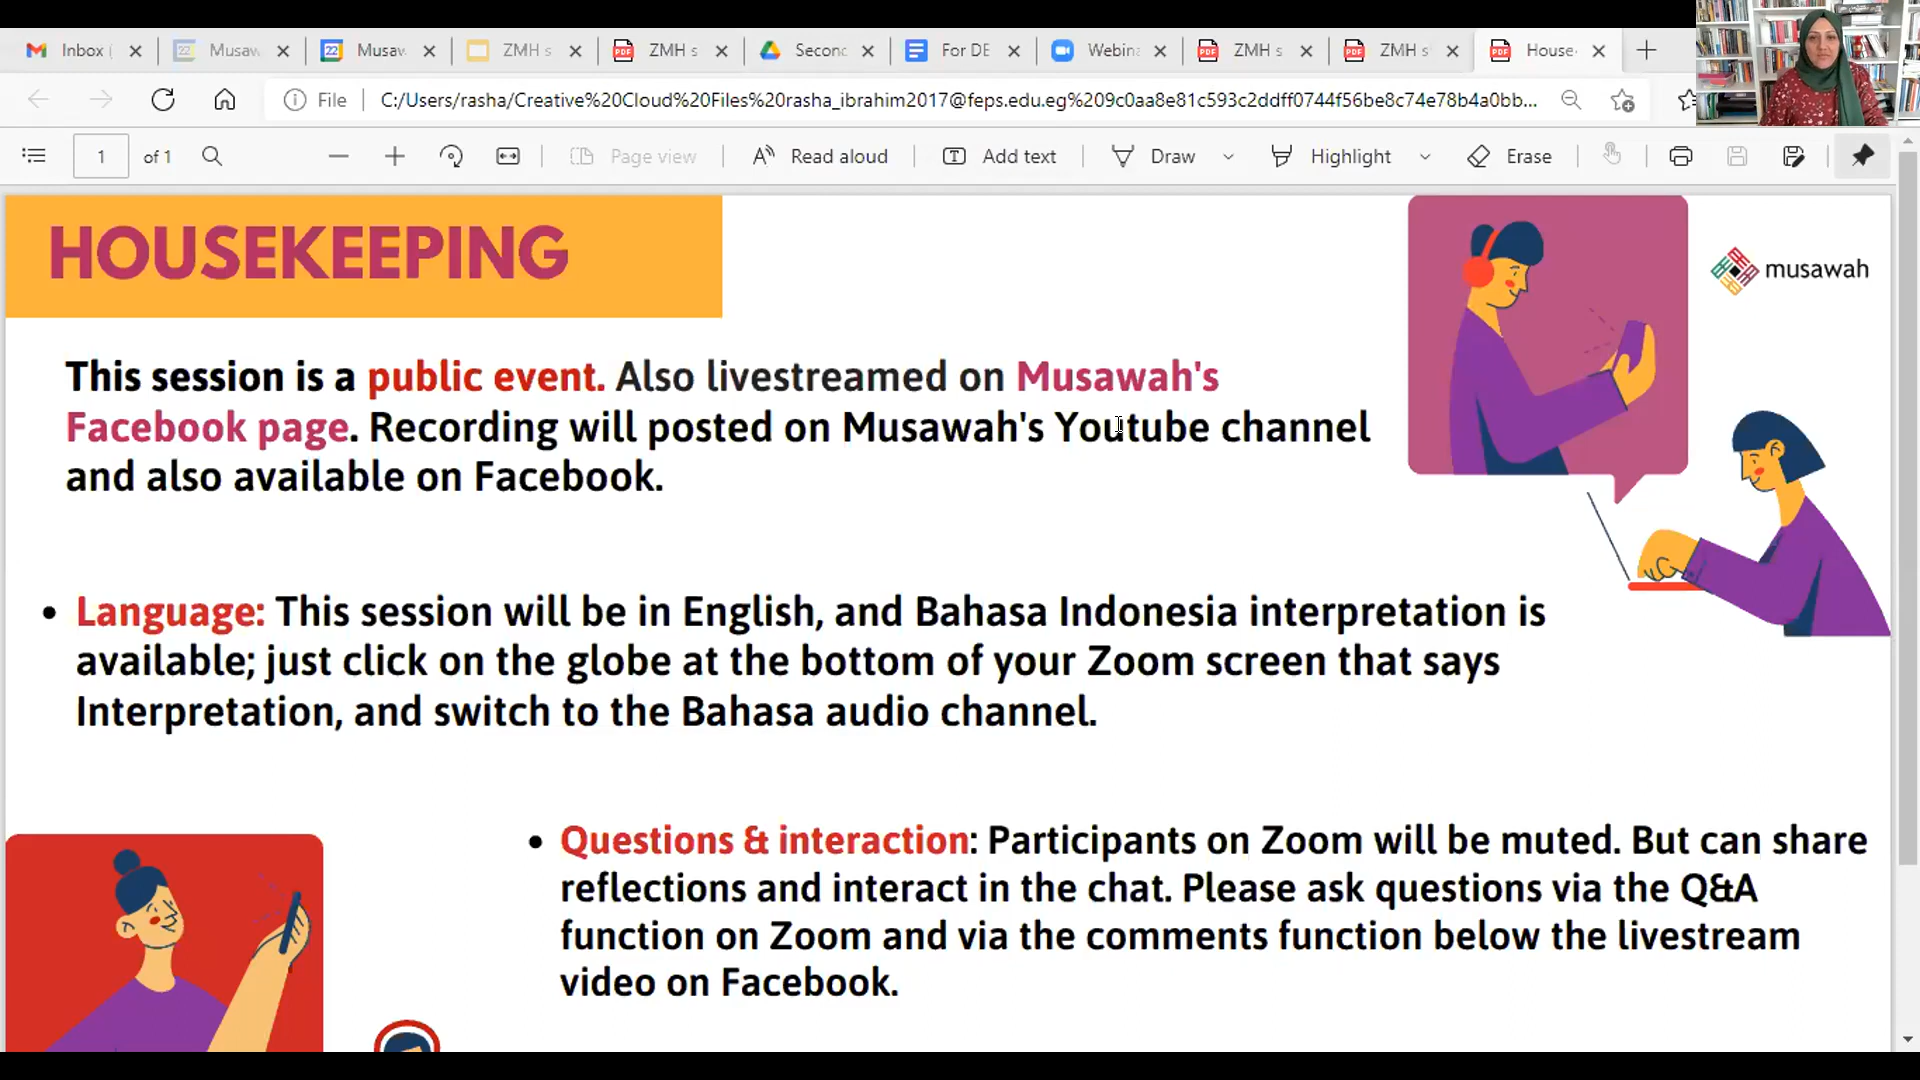 Inbox (
Musaw
Musaw
ZMH s
ZMH s
Second
For DE
Webina
ZMH s
ZMH s
House
File
C:/Users/rasha/Creative%20Cloud%20Files%20rasha_ibrahim2017@feps.edu.eg%209c0aa8e81c593c2ddff0744f56be8c74e78b4a0bb...
1
of 1
Page view
Read aloud
Add text
Draw
Highlight
Erase
HOUSEKEEPING
musawah
This session is a public event. Also livestreamed on Musawah's
Facebook page. Recording will posted on Musawah's Youtube channel
and also available on Facebook.
• Language: This session will be in English, and Bahasa Indonesia interpretation is
available; just click on the globe at the bottom of your Zoom screen that says
Interpretation, and switch to the Bahasa audio channel.
• Questions & interaction: Participants on Zoom will be muted. But can share
reflections and interact in the chat. Please ask questions via the Q&A
function on Zoom and via the comments function below the livestream
video on Facebook.